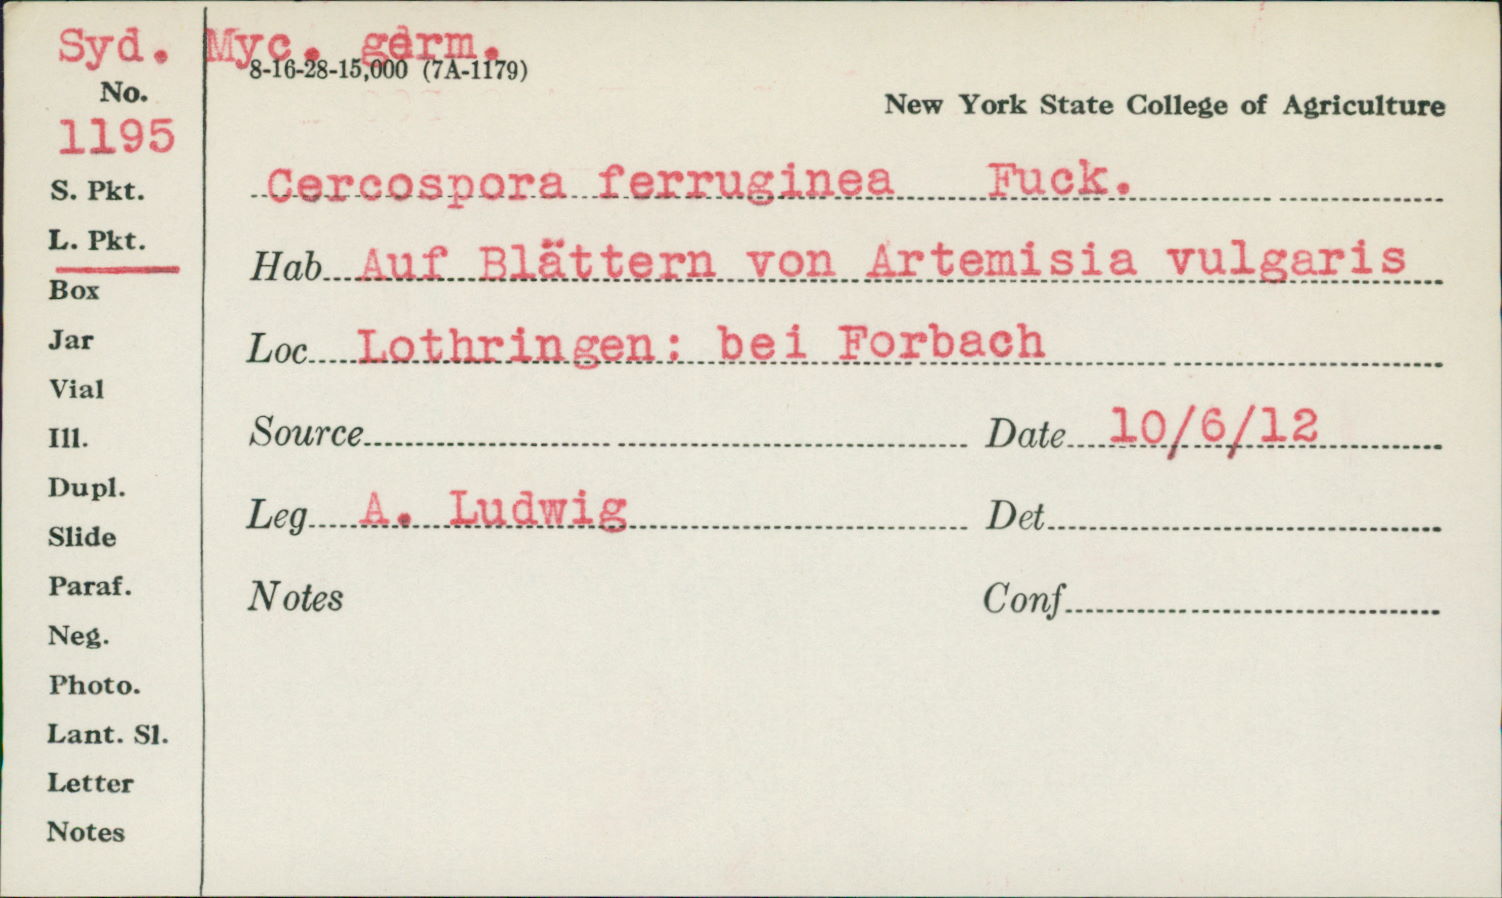 Syd. Myc. germ.
8-16-28-15,000 (7A-1179)
No.
1195
New York State College of Agriculture
S. Pkt.
L. Pkt.
Box
Jar
Vial
Ill.
Dupl.
Slide
Paraf.
Neg.
Photo.
Lant. Sl.
Letter
Notes
Cercospora ferruginea Fuck.
Hab Auf Blättern von Artemisia vulgaris
Loc Lothringen: bei Forbach
Source Date 10/6/12
Leg A. Ludwig Det
Notes Conf